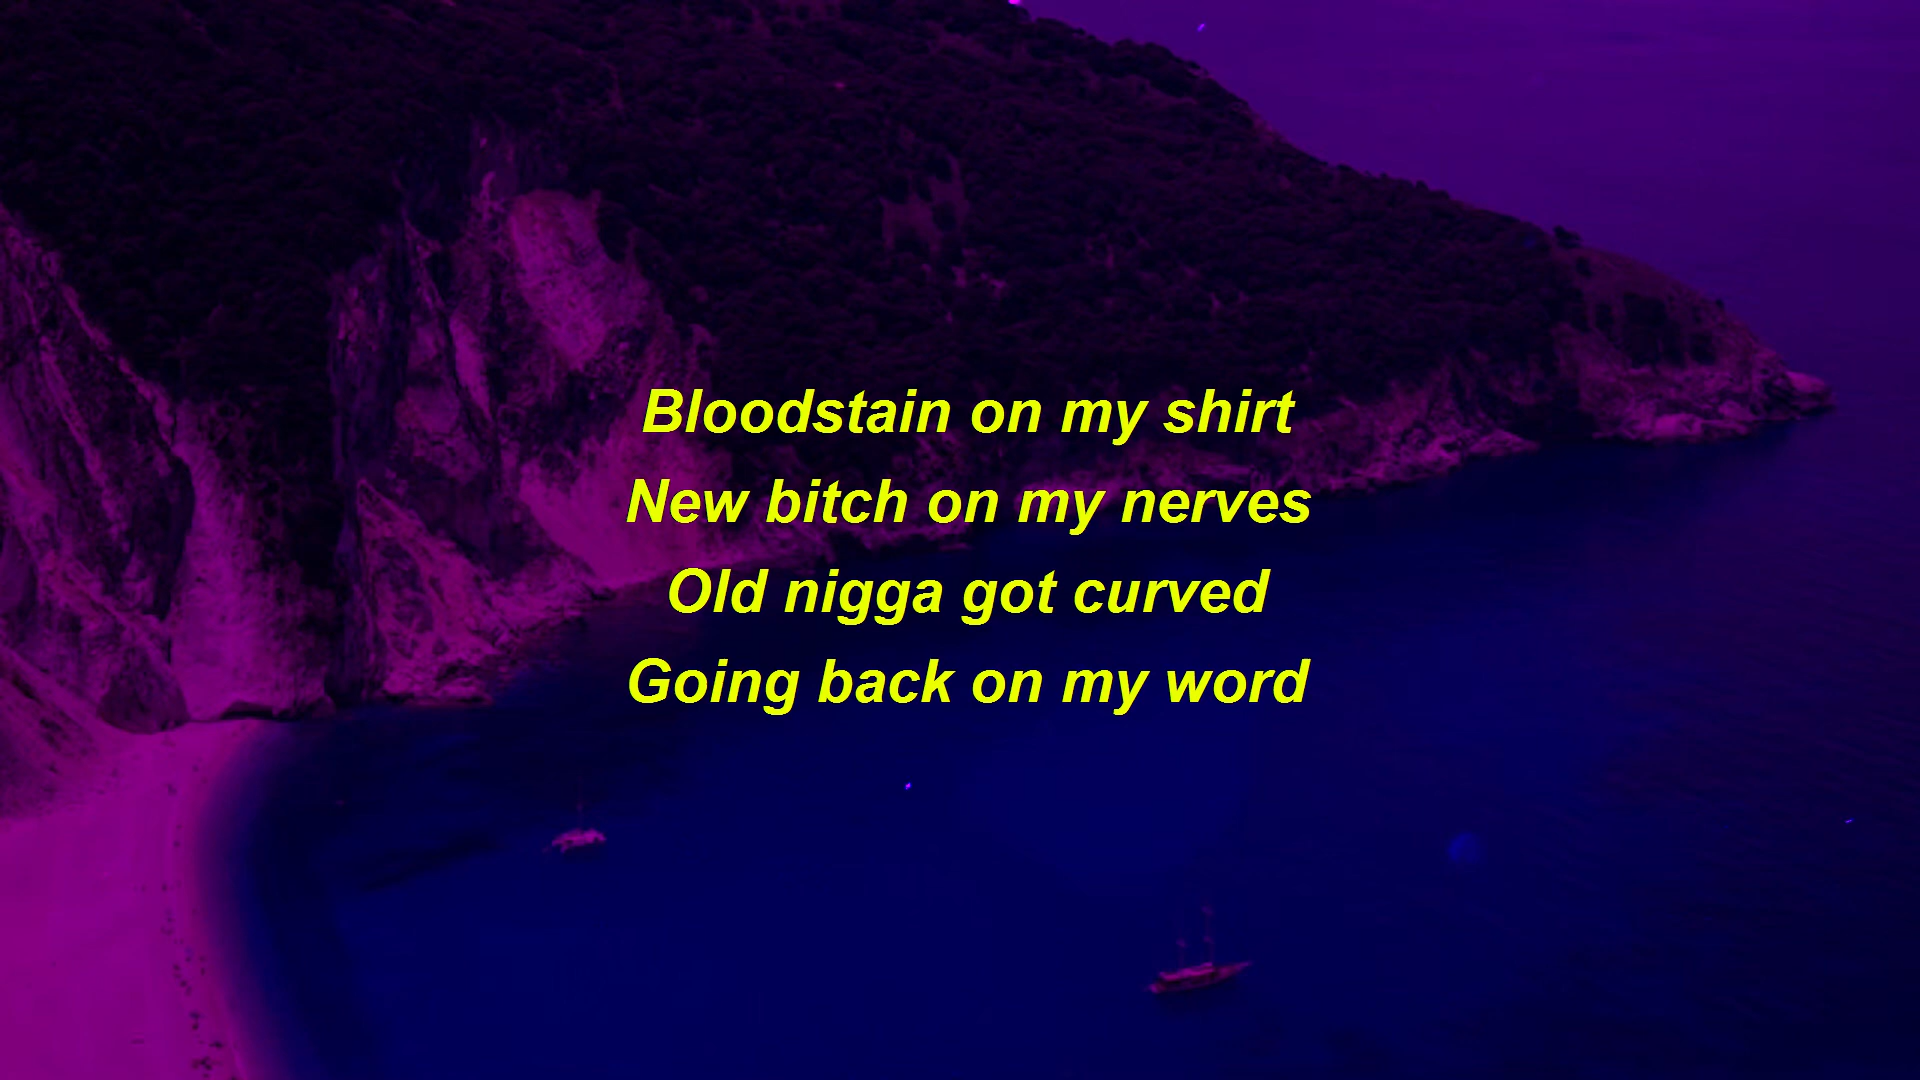 Bloodstain on my shirt
New bitch on my nerves
Old nigga got curved
Going back on my word